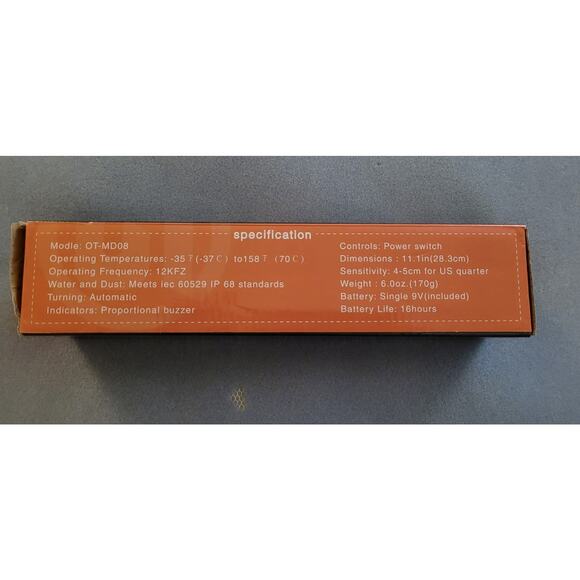 specification
Modle: OT-MD08
Operating Temperatures: -35℉(-37℃) to158℉ (70℃)
Operating Frequency: 12KFZ
Water and Dust: Meets iec 60529 IP 68 standards
Turning: Automatic
Indicators: Proportional buzzer
Controls: Power switch
Dimensions : 11.1in(28.3cm)
Sensitivity: 4-5cm for US quarter
Weight : 6.0oz.(170g)
Battery: Single 9V(included)
Battery Life: 16hours